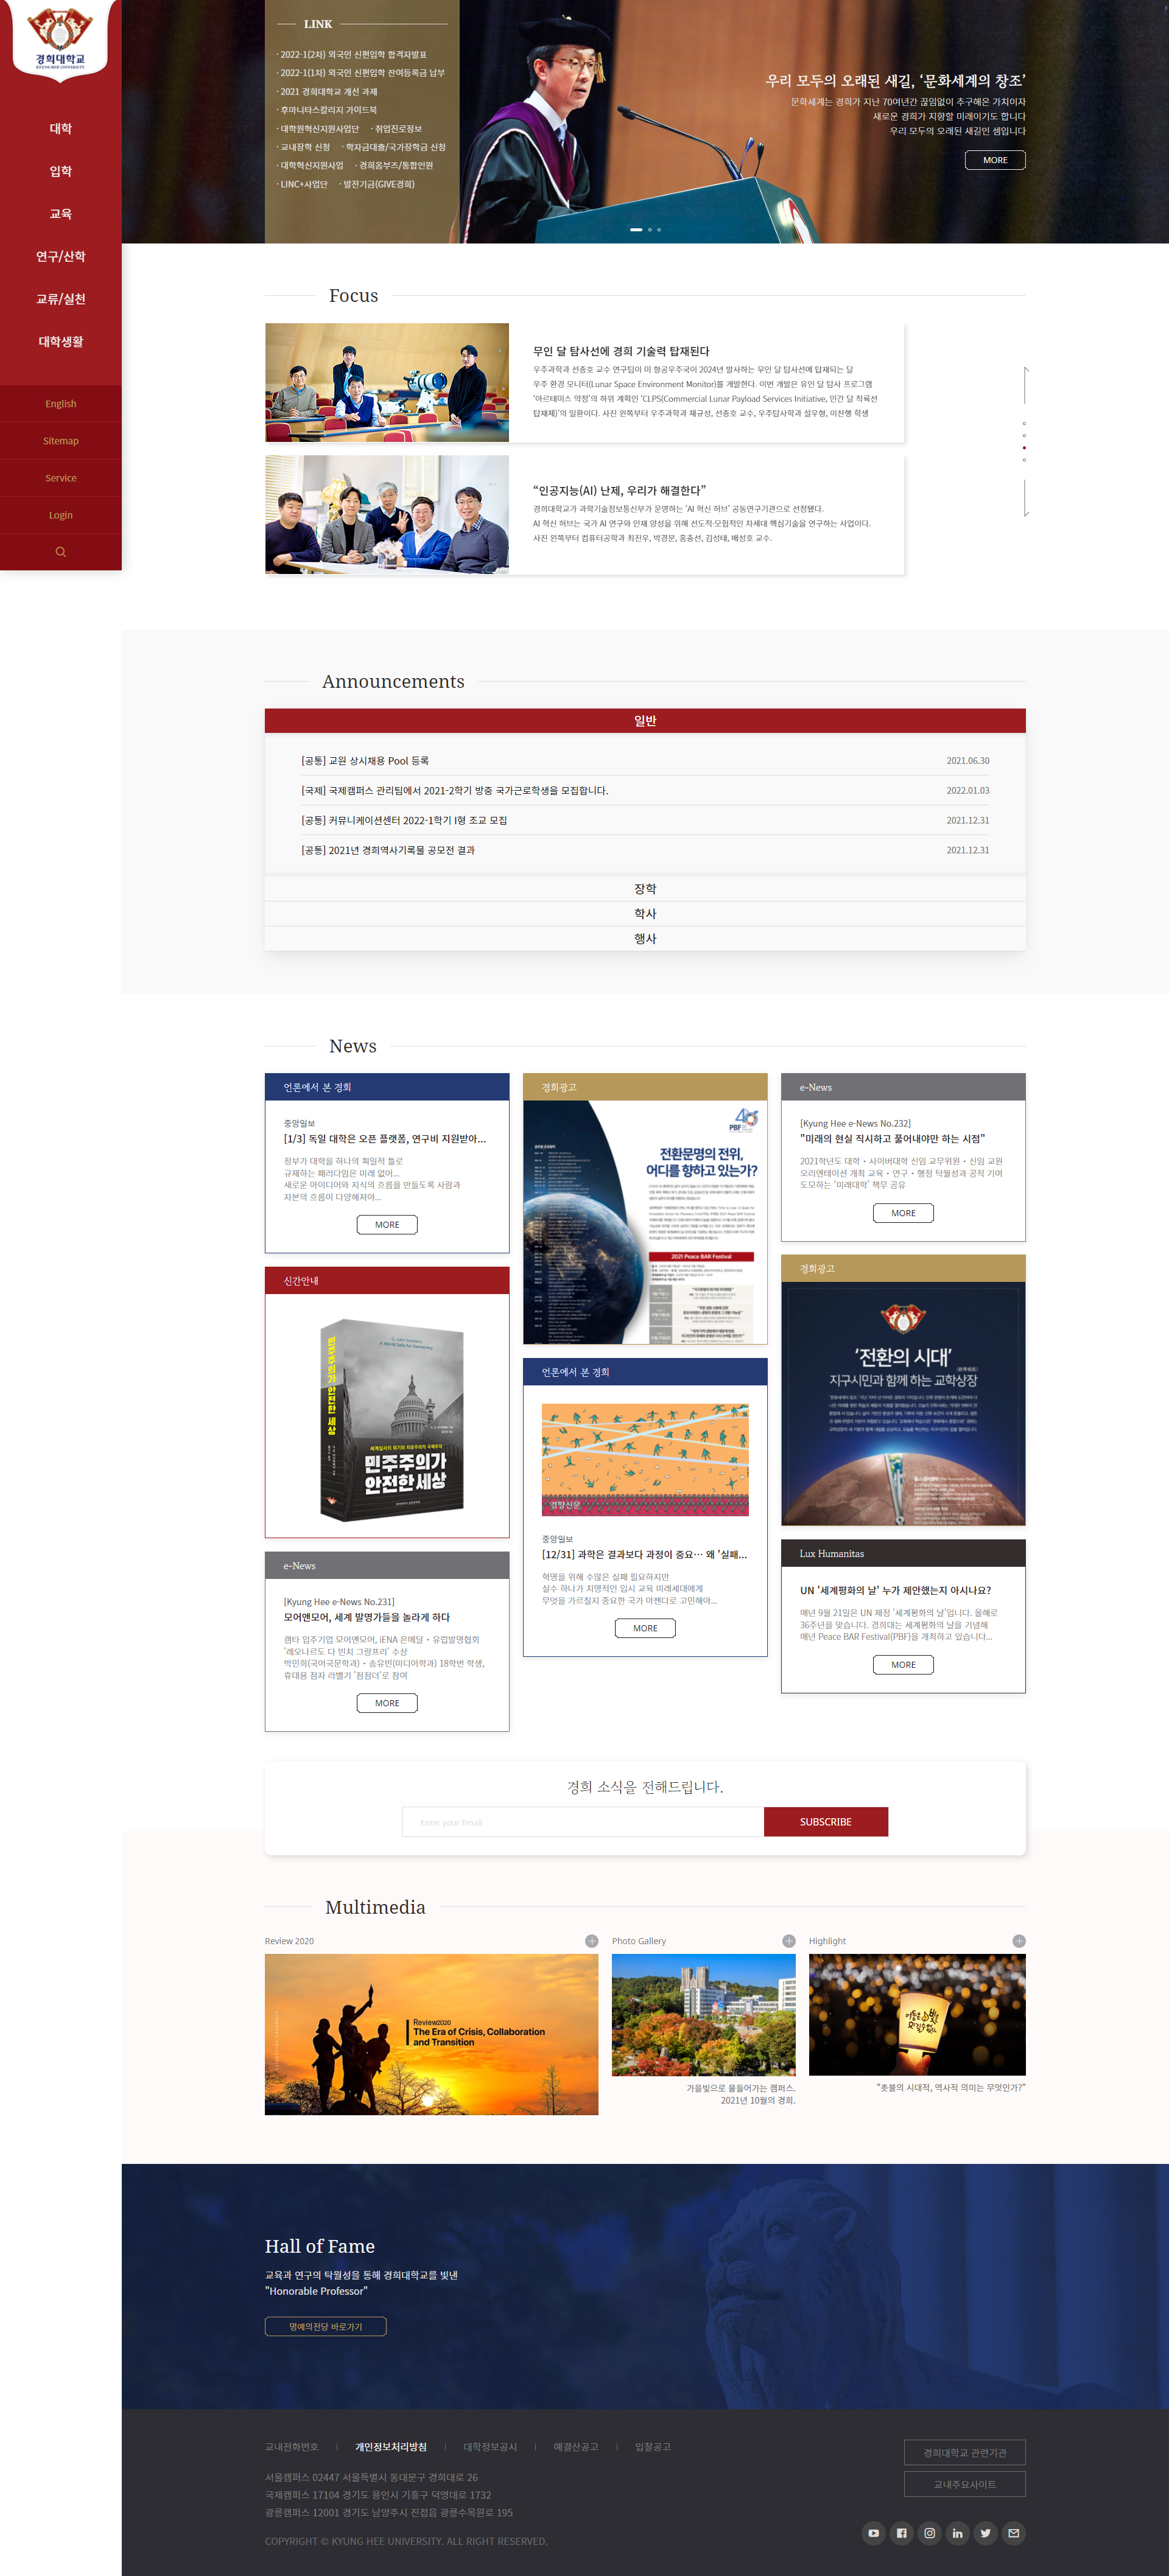 경희대학교
KYUNG HEE UNIVERSITY
대학
입학
교육
연구/산학
교류/실천
대학생활
English
Sitemap
Service
Login
LINK
· 2022-1(2차) 외국인 신편입학 합격자발표
· 2022-1(1차) 외국인 신편입학 잔여등록금 납부
· 2021 경희대학교 개선 과제
· 후마니타스칼리지 가이드북
· 대학원혁신지원사업단 · 취업진로정보
· 교내장학 신청 · 학자금대출/국가장학금 신청
· 대학혁신지원사업 · 경희옴부즈/통합민원
· LINC+사업단 · 발전기금(GIVE경희)
우리 모두의 오래된 새길, ‘문화세계의 창조’
문화세계는 경희가 지난 70여년간 끊임없이 추구해온 가치이자
새로운 경희가 지향할 미래이기도 합니다
우리 모두의 오래된 새길인 셈입니다
MORE
Focus
무인 달 탐사선에 경희 기술력 탑재된다
우주과학과 선종호 교수 연구팀이 미 항공우주국이 2024년 발사하는 무인 달 탐사선에 탑재되는 달
우주 환경 모니터(Lunar Space Environment Monitor)를 개발한다. 이번 개발은 유인 달 탐사 프로그램
‘아르테미스 약정’의 하위 계획인 ‘CLPS(Commercial Lunar Payload Services Initiative, 민간 달 착륙선
탑재체)’의 일환이다. 사진 왼쪽부터 우주과학과 채규성, 선종호 교수, 우주탐사학과 설우형, 이찬행 학생
“인공지능(AI) 난제, 우리가 해결한다”
경희대학교가 과학기술정보통신부가 운영하는 ‘AI 혁신 허브’ 공동연구기관으로 선정됐다.
AI 혁신 허브는 국가 AI 연구와 인재 양성을 위해 선도적·모험적인 차세대 핵심기술을 연구하는 사업이다.
사진 왼쪽부터 컴퓨터공학과 최진우, 박경문, 홍충선, 김성태, 배성호 교수.
Announcements
일반
[공통] 교원 상시채용 Pool 등록 2021.06.30
[국제] 국제캠퍼스 관리팀에서 2021-2학기 방중 국가근로학생을 모집합니다. 2022.01.03
[공통] 커뮤니케이션센터 2022-1학기 I형 조교 모집 2021.12.31
[공통] 2021년 경희역사기록물 공모전 결과 2021.12.31
장학
학사
행사
News
언론에서 본 경희
중앙일보
[1/3] 독일 대학은 오픈 플랫폼, 연구비 지원받아...
정부가 대학을 하나의 획일적 틀로
규제하는 패러다임은 미래 없어...
새로운 아이디어와 지식의 흐름을 만들도록 사람과
자본의 흐름이 다양해져야...
MORE
신간안내
민주주의가 안전한 세상
민주주의가
안전한 세상
e-News
[Kyung Hee e-News No.231]
모어앤모어, 세계 발명가들을 놀라게 하다
캠타 입주기업 모어앤모어, iENA 은메달・유럽발명협회
‘레오나르도 다 빈치 그랑프리’ 수상
박민희(국어국문학과)・송유빈(미디어학과) 18학번 학생,
휴대용 점자 라벨기 ‘점점더’로 참여
MORE
경희광고
PBF
전환문명의 전위,
어디를 향하고 있는가?
2021 Peace BAR Festival
언론에서 본 경희
경향신문
중앙일보
[12/31] 과학은 결과보다 과정이 중요… 왜 '실패...
혁명을 위해 수많은 실패 필요하지만
실수 하나가 치명적인 입시 교육 미래세대에게
무엇을 가르칠지 중요한 국가 아젠다로 고민해야...
MORE
e-News
[Kyung Hee e-News No.232]
"미래의 현실 직시하고 풀어내야만 하는 시점"
2021학년도 대학・사이버대학 신임 교무위원・신임 교원
오리엔테이션 개최 교육・연구・행정 탁월성과 공적 기여
도모하는 ‘미래대학’ 책무 공유
MORE
경희광고
‘전환의 시대’
지구시민과 함께 하는 교학상장
Lux Humanitas
UN '세계평화의 날' 누가 제안했는지 아시나요?
매년 9월 21일은 UN 제정 '세계평화의 날'입니다. 올해로
36주년을 맞습니다. 경희대는 세계평화의 날을 기념해
매년 Peace BAR Festival(PBF)을 개최하고 있습니다...
MORE
경희 소식을 전해드립니다.
Enter your Email
SUBSCRIBE
Multimedia
Review 2020
Review2020
The Era of Crisis, Collaboration
and Transition
Photo Gallery
가을빛으로 물들어가는 캠퍼스.
2021년 10월의 경희.
Highlight
"촛불의 시대적, 역사적 의미는 무엇인가?"
Hall of Fame
교육과 연구의 탁월성을 통해 경희대학교를 빛낸
"Honorable Professor"
명예의전당 바로가기
교내전화번호 | 개인정보처리방침 | 대학정보공시 | 예결산공고 | 입찰공고
서울캠퍼스 02447 서울특별시 동대문구 경희대로 26
국제캠퍼스 17104 경기도 용인시 기흥구 덕영대로 1732
광릉캠퍼스 12001 경기도 남양주시 진접읍 광릉수목원로 195
COPYRIGHT © KYUNG HEE UNIVERSITY. ALL RIGHT RESERVED.
경희대학교 관련기관
교내주요사이트